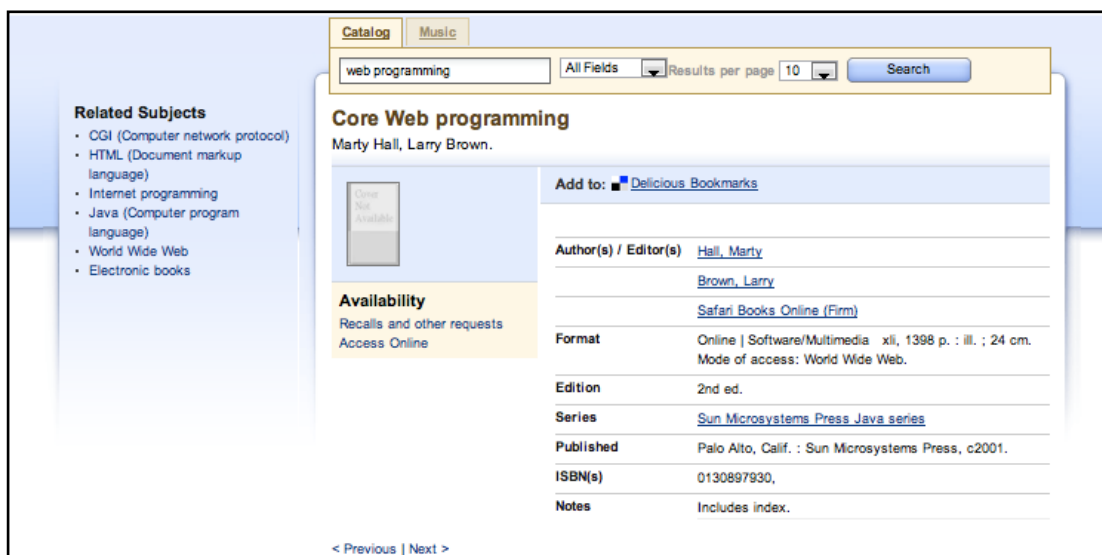 Catalog Music
web programming All Fields Results per page 10 Search
Related Subjects
• CGI (Computer network protocol)
• HTML (Document markup
language)
• Internet programming
• Java (Computer program
language)
• World Wide Web
• Electronic books
Core Web programming
Marty Hall, Larry Brown.
Cover
Not
Available
Availability
Recalls and other requests
Access Online
Add to: Delicious Bookmarks
Author(s) / Editor(s) Hall, Marty
Brown, Larry
Safari Books Online (Firm)
Format Online | Software/Multimedia xli, 1398 p. : ill. ; 24 cm.
Mode of access: World Wide Web.
Edition 2nd ed.
Series Sun Microsystems Press Java series
Published Palo Alto, Calif. : Sun Microsystems Press, c2001.
ISBN(s) 0130897930,
Notes Includes index.
< Previous | Next >